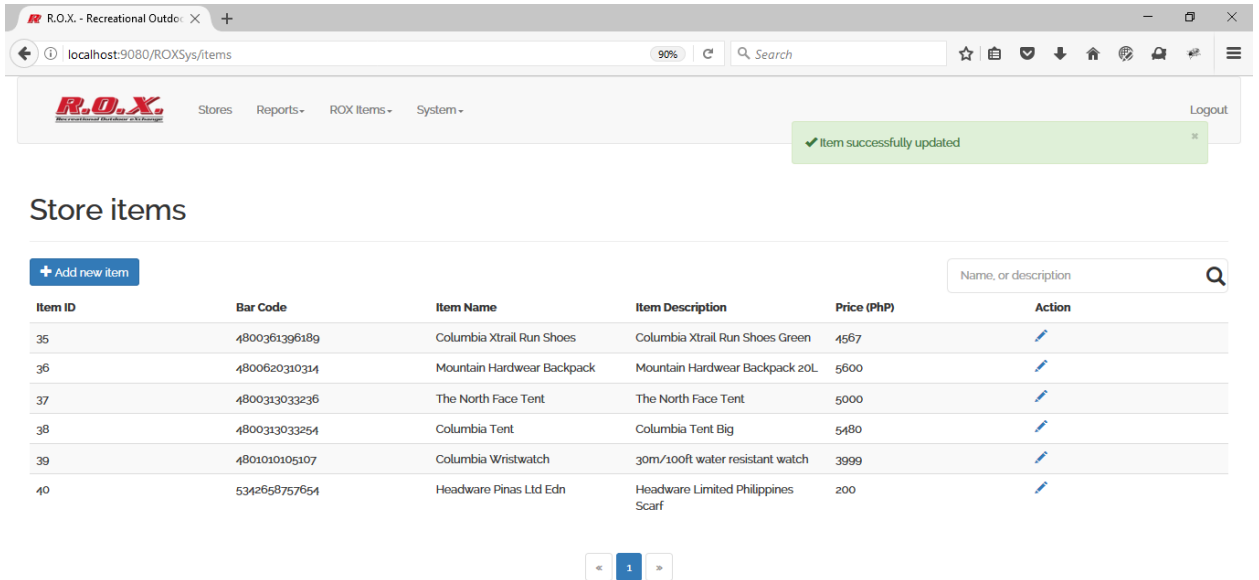 R.O.X. - Recreational Outdo
localhost:9080/ROXSys/items 90% Search
R.O.X. Stores Reports ROX Items System Logout
Recreational Outdoor eXchange
Item successfully updated ×
Store items
Add new item Name, or description
Item ID Bar Code Item Name Item Description Price (PhP) Action
35 4800361396189 Columbia Xtrail Run Shoes Columbia Xtrail Run Shoes Green 4567
36 4800620310314 Mountain Hardwear Backpack Mountain Hardwear Backpack 20L 5600
37 4800313033236 The North Face Tent The North Face Tent 5000
38 4800313033254 Columbia Tent Columbia Tent Big 5480
39 4801010105107 Columbia Wristwatch 30m/100ft water resistant watch 3999
40 5342658757654 Headware Pinas Ltd Edn Headware Limited Philippines 200
Scarf
« 1 »